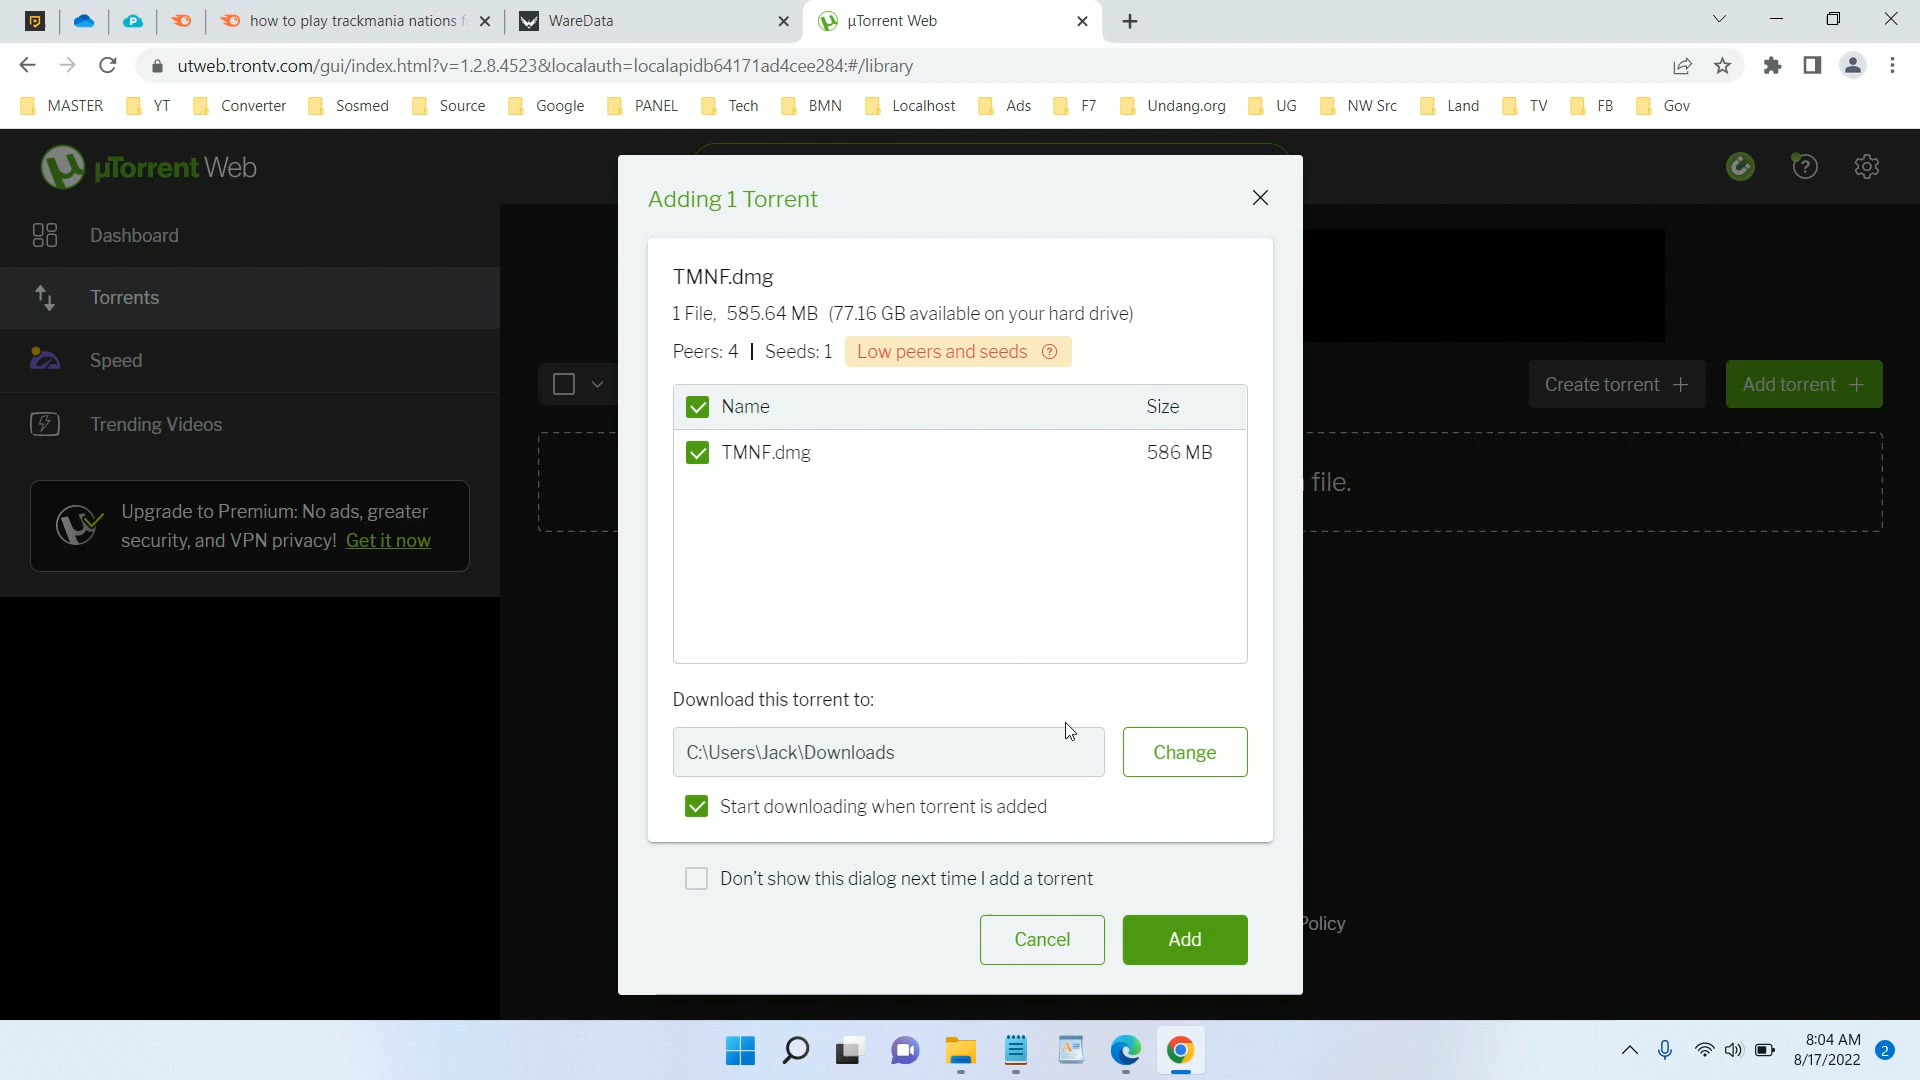 how to play trackmania nations f
WareData
µTorrent Web
utweb.trontv.com/gui/index.html?v=1.2.8.4523&localauth=localapidb64171ad4cee284:#/library
MASTER YT Converter Sosmed Source Google PANEL Tech BMN Localhost Ads F7 Undang.org UG NW Src Land TV FB Gov
µTorrent Web
Dashboard
Torrents
Speed
Trending Videos
Upgrade to Premium: No ads, greater
security, and VPN privacy! Get it now
Adding 1 Torrent
TMNF.dmg
1 File, 585.64 MB (77.16 GB available on your hard drive)
Peers: 4 | Seeds: 1 Low peers and seeds ?
Name Size
TMNF.dmg 586 MB
Download this torrent to:
C:\Users\Jack\Downloads Change
Start downloading when torrent is added
Don't show this dialog next time I add a torrent
Cancel Add
Create torrent + Add torrent +
file.
Policy
8:04 AM
8/17/2022
2